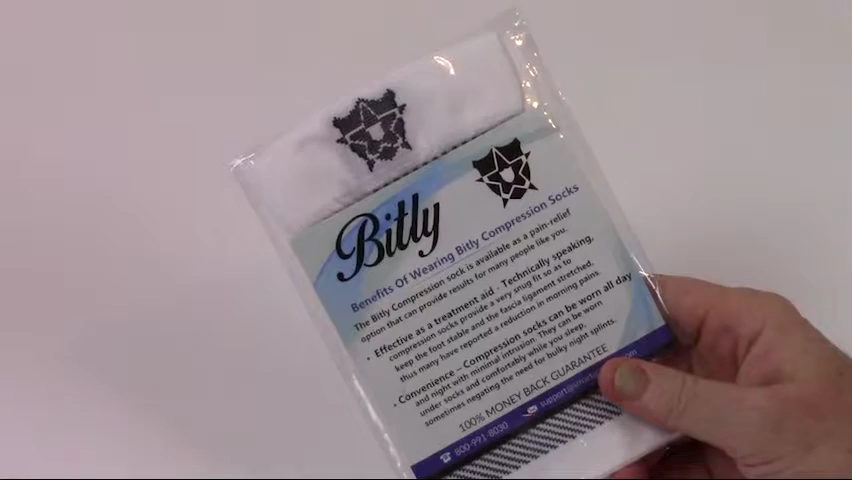 Bitly
Benefits Of Wearing Bitly Compression Socks
The Bitly Compression sock is available as a pain-relief
option that can provide results for many people like you.
• Effective as a treatment aid - Technically speaking,
compression socks provide a very snug fit so as to
keep the foot stable and the fascia ligament stretched,
thus many have reported a reduction in morning pains
• Convenience – Compression socks can be worn all day
and night with minimal intrusion. They can be worn
under socks and comfortably while you sleep,
sometimes negating the need for bulky night splints.
100% MONEY BACK GUARANTEE
800-991-8030 support@